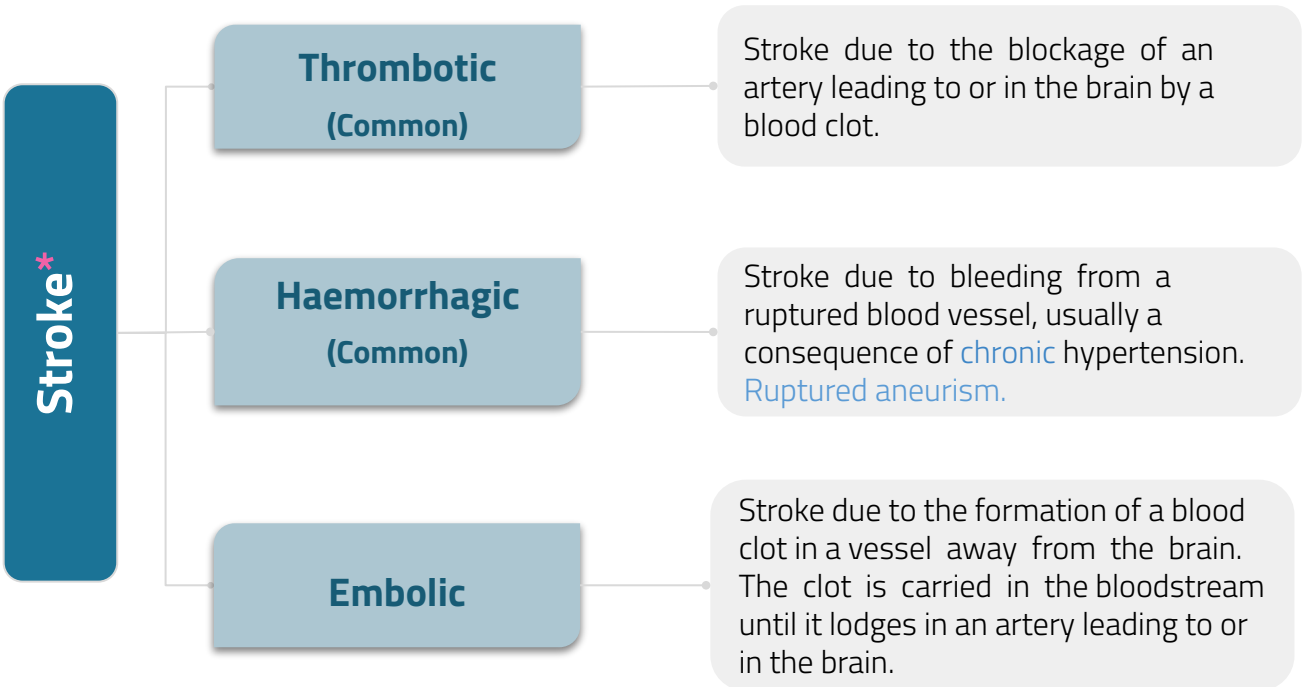 Stroke*
Thrombotic
(Common)
Stroke due to the blockage of an
artery leading to or in the brain by a
blood clot.
Haemorrhagic
(Common)
Stroke due to bleeding from a
ruptured blood vessel, usually a
consequence of chronic hypertension.
Ruptured aneurism.
Embolic
Stroke due to the formation of a blood
clot in a vessel away from the brain.
The clot is carried in the bloodstream
until it lodges in an artery leading to or
in the brain.